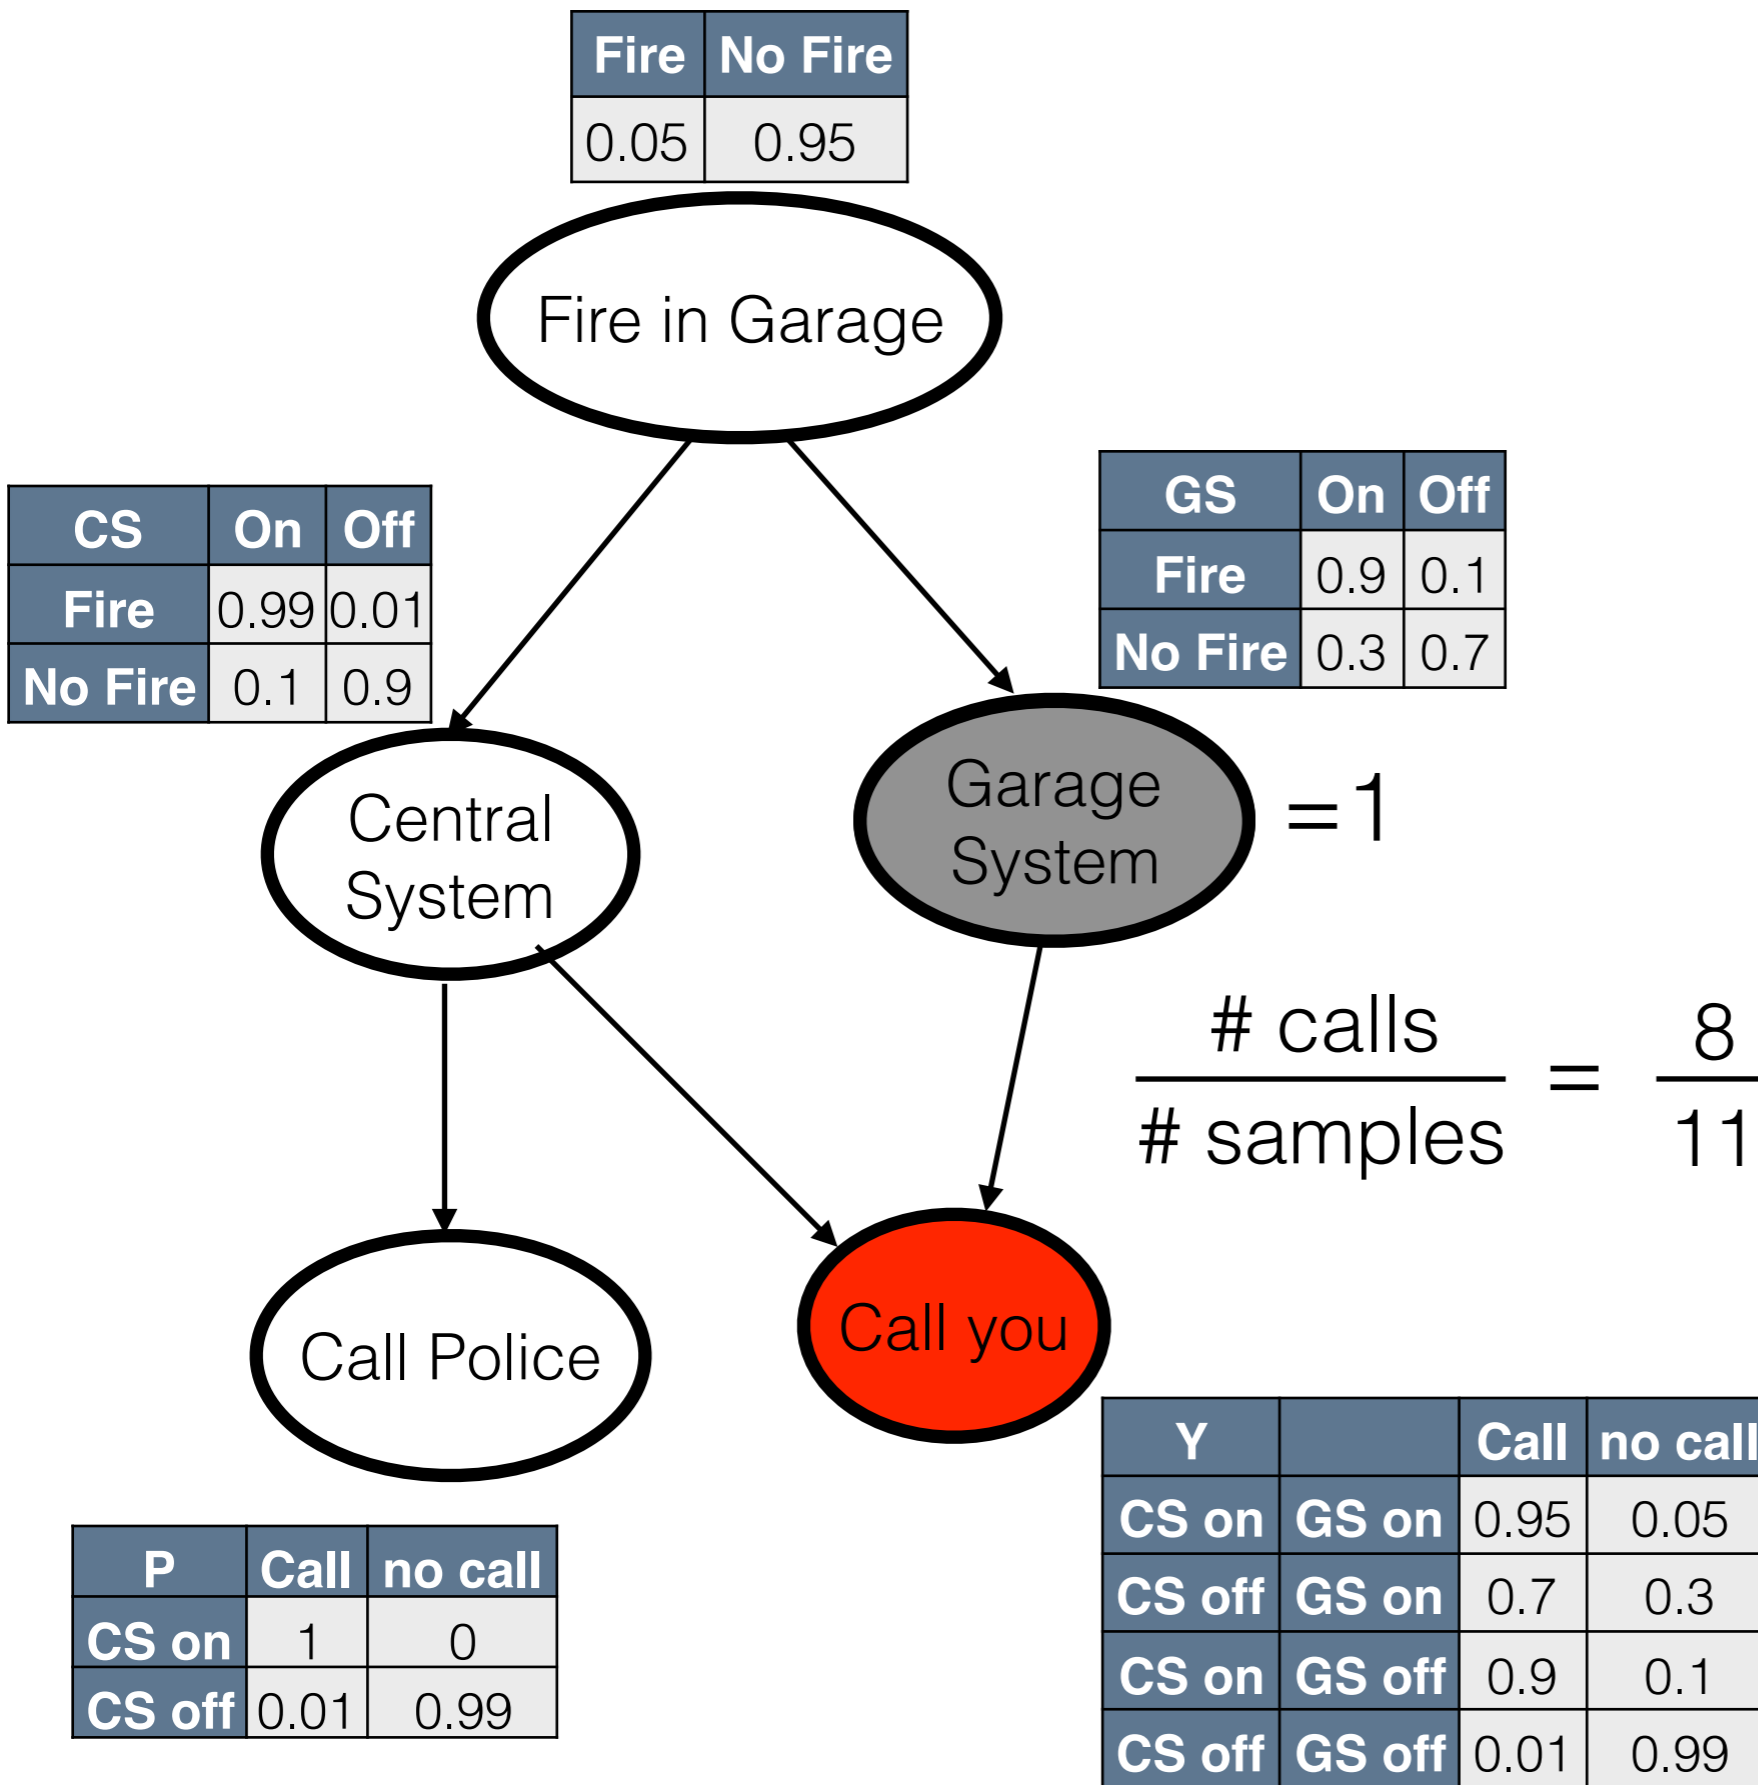 Fire No Fire
0.05 0.95
Fire in Garage
CS On Off
Fire 0.99 0.01
No Fire 0.1 0.9
GS On Off
Fire 0.9 0.1
No Fire 0.3 0.7
Central
System
Garage
System
=1
# calls
# samples
=
8
11
Call Police
Call you
P Call no call
CS on 1 0
CS off 0.01 0.99
Y Call no call
CS on GS on 0.95 0.05
CS off GS on 0.7 0.3
CS on GS off 0.9 0.1
CS off GS off 0.01 0.99